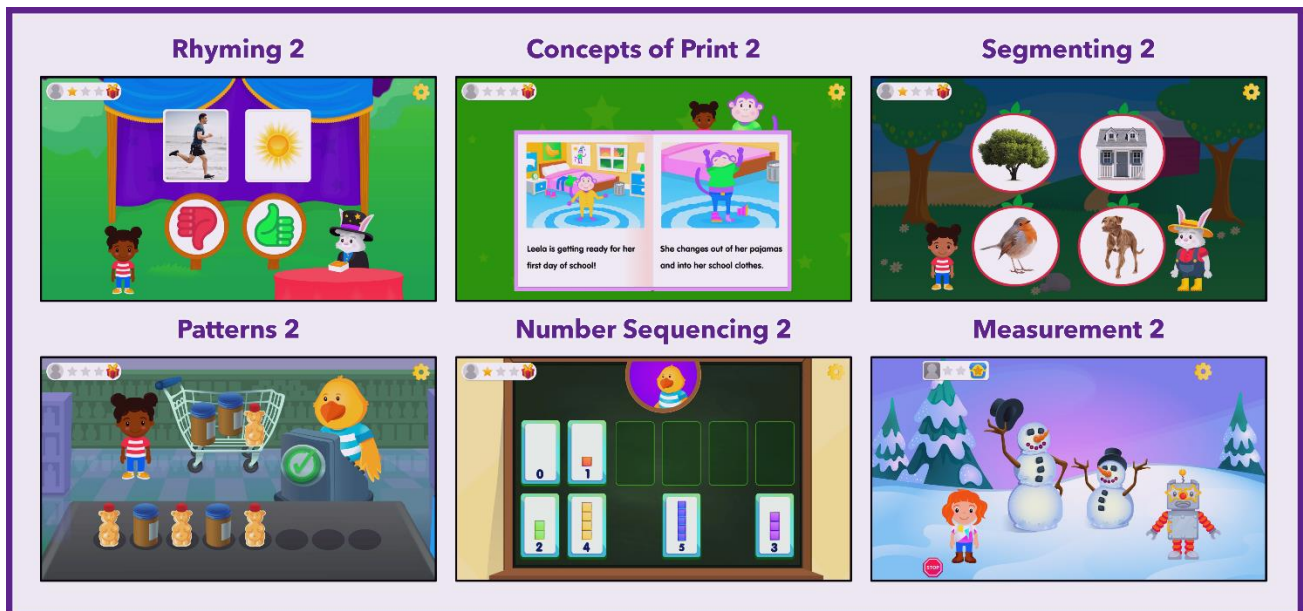 Rhyming 2
Concepts of Print 2
Segmenting 2
Leela is getting ready for her
first day of school!
She changes out of her pajamas
and into her school clothes.
Patterns 2
Number Sequencing 2
Measurement 2
0
1
2
4
5
3
STOP